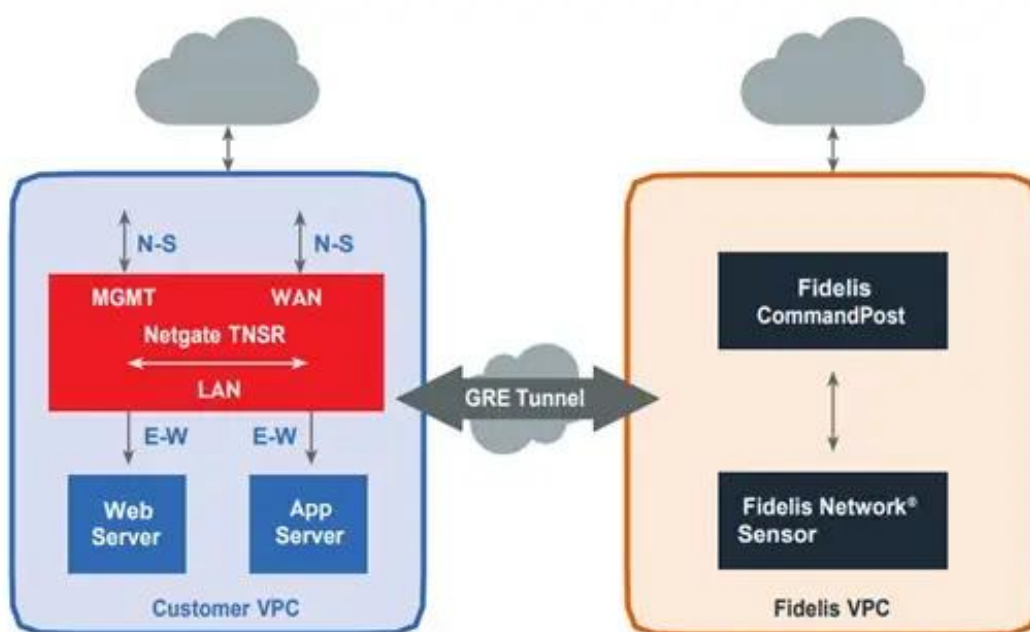 N-S
N-S
MGMT
WAN
Netgate TNSR
LAN
E-W
E-W
Web
Server
App
Server
Customer VPC
GRE Tunnel
Fidelis
CommandPost
Fidelis Network®
Sensor
Fidelis VPC